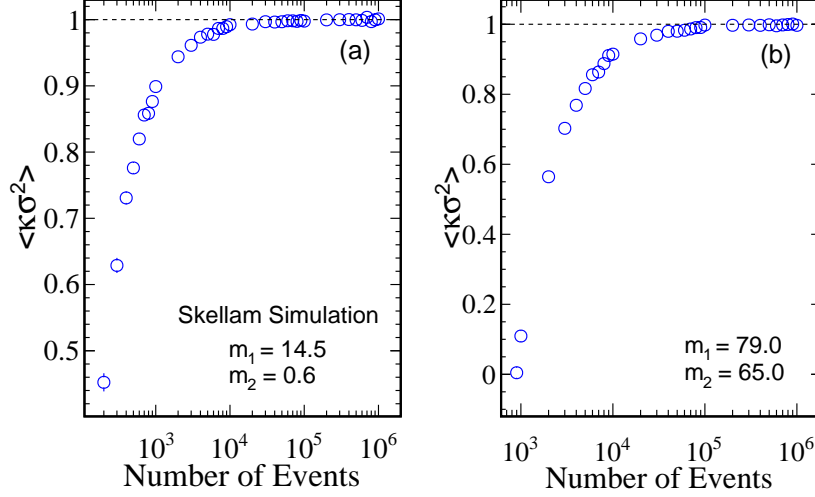 1
0.9
0.8
0.7
0.6
0.5
<κσ²>
(a)
Skellam Simulation
m₁ = 14.5
m₂ = 0.6
10³ 10⁴ 10⁵ 10⁶
Number of Events
1
0.8
0.6
0.4
0.2
0
<κσ²>
(b)
m₁ = 79.0
m₂ = 65.0
10³ 10⁴ 10⁵ 10⁶
Number of Events